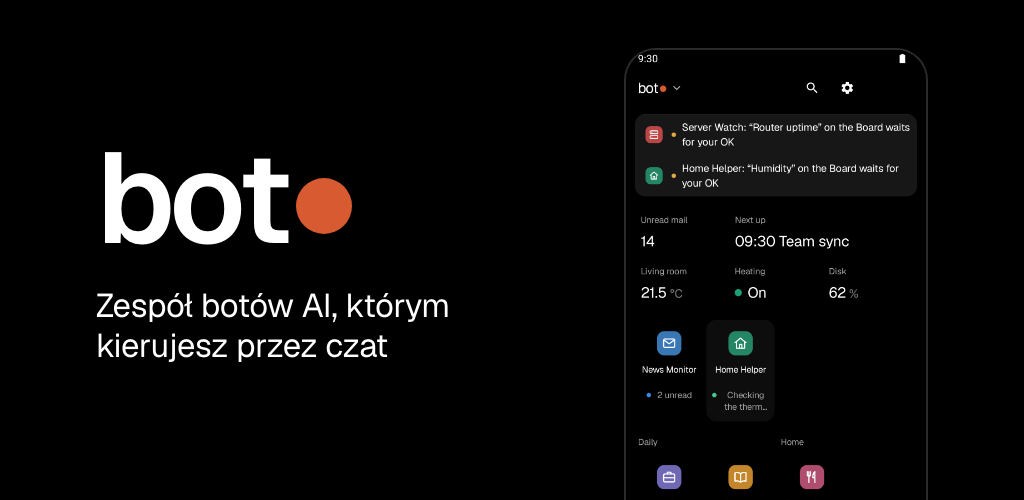 bot
Zespół botów AI, którym
kierujesz przez czat
9:30
bot
Server Watch: “Router uptime” on the Board waits
for your OK
Home Helper: “Humidity” on the Board waits for
your OK
Unread mail
Next up
14
09:30 Team sync
Living room
Heating
Disk
21.5 °C
On
62 %
News Monitor
Home Helper
2 unread
Checking
the therm...
Daily
Home